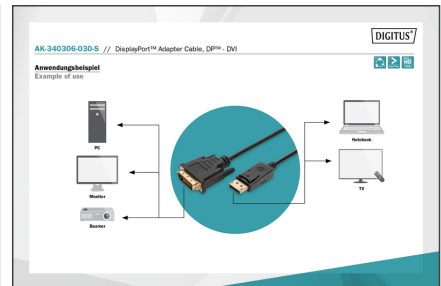 DIGITUS®
AK-340306-030-S // DisplayPort™ Adapter Cable, DP™ - DVI
Anwendungsbeispiel
Example of use
PC
Monitor
Beamer
Notebook
TV